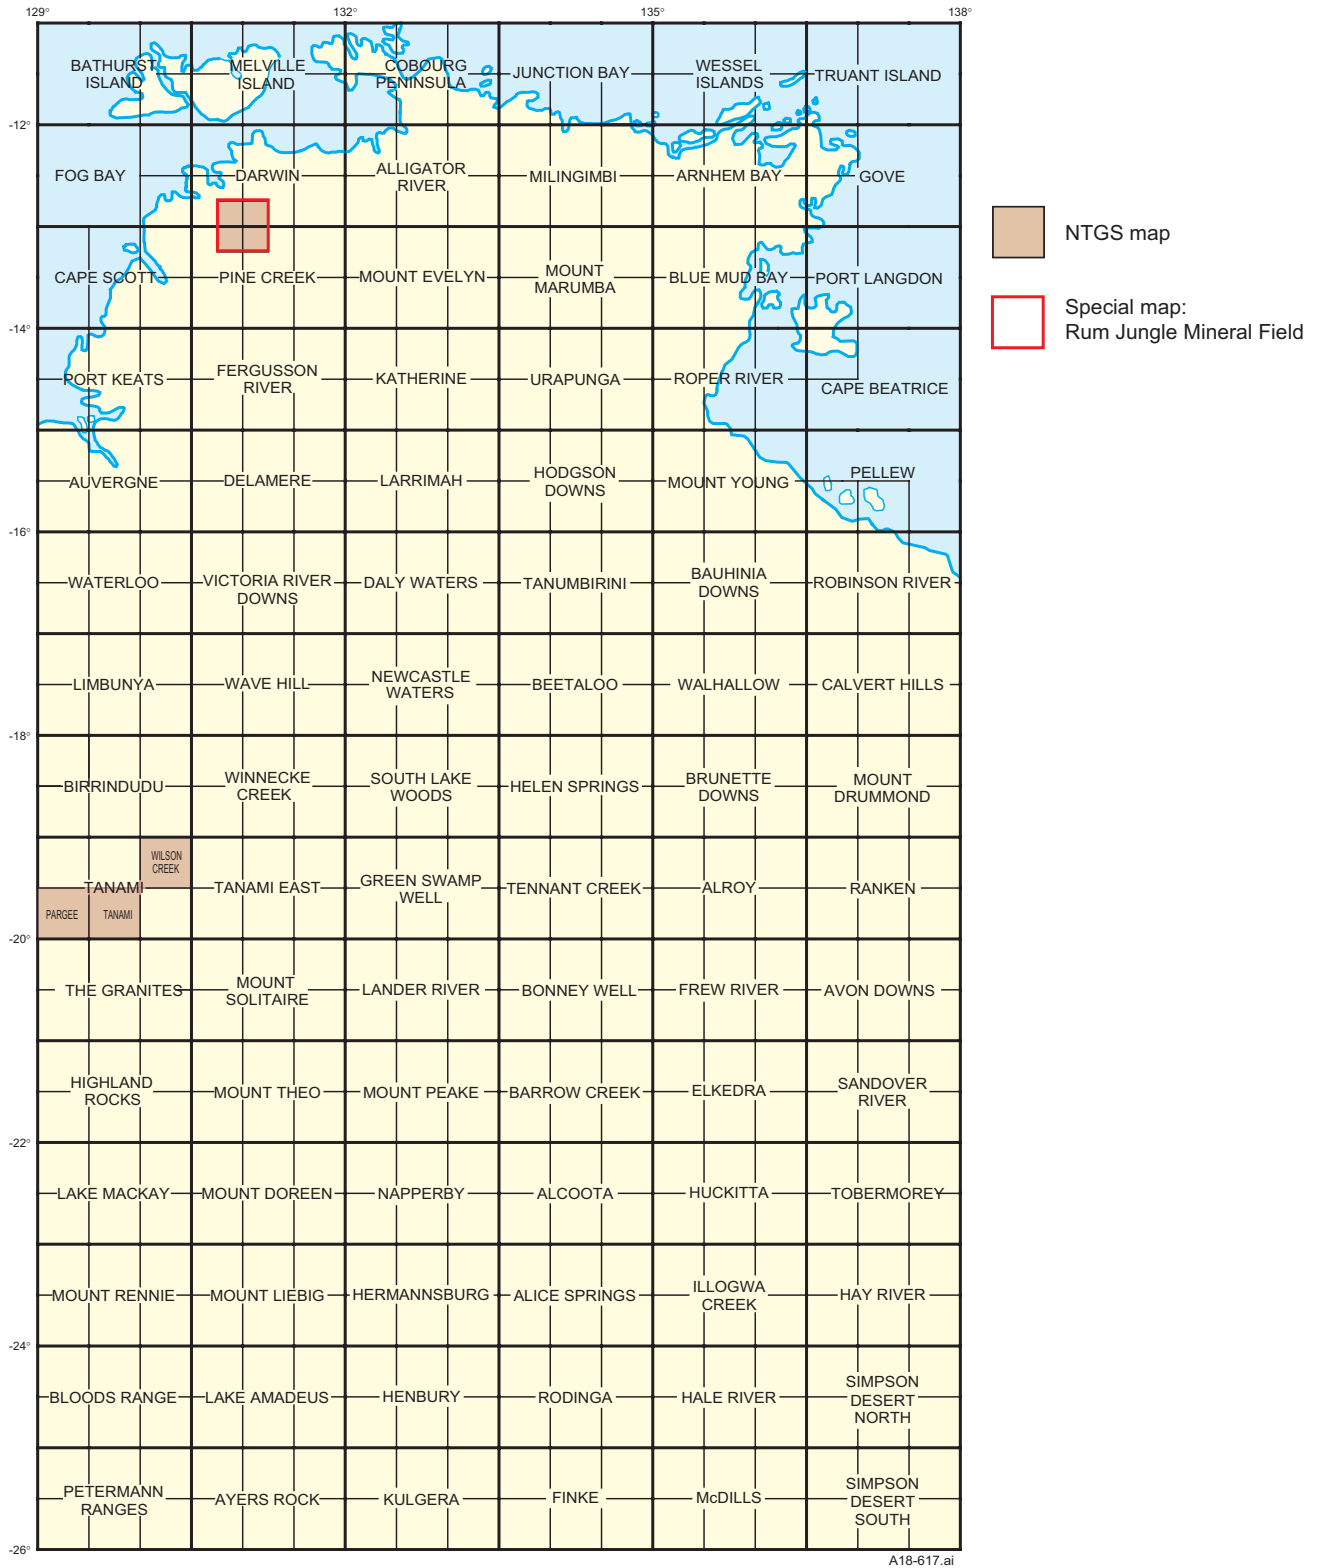 129°
132°
135°
138°
BATHURST
ISLAND
MELVILLE
ISLAND
COBOURG
PENINSULA
JUNCTION BAY
WESSEL
ISLANDS
TRUANT ISLAND
-12°
FOG BAY
DARWIN
ALLIGATOR
RIVER
MILINGIMBI
ARNHEM BAY
GOVE
NTGS map
CAPE SCOTT
PINE CREEK
MOUNT EVELYN
MOUNT
MARUMBA
BLUE MUD BAY
PORT LANGDON
Special map:
Rum Jungle Mineral Field
-14°
PORT KEATS
FERGUSSON
RIVER
KATHERINE
URAPUNGA
ROPER RIVER
CAPE BEATRICE
AUVERGNE
DELAMERE
LARRIMAH
HODGSON
DOWNS
MOUNT YOUNG
PELLEW
-16°
WATERLOO
VICTORIA RIVER
DOWNS
DALY WATERS
TANUMBIRINI
BAUHINIA
DOWNS
ROBINSON RIVER
LIMBUNYA
WAVE HILL
NEWCASTLE
WATERS
BEETALOO
WALHALLOW
CALVERT HILLS
-18°
BIRRINDUDU
WINNECKE
CREEK
SOUTH LAKE
WOODS
HELEN SPRINGS
BRUNETTE
DOWNS
MOUNT
DRUMMOND
WILSON
CREEK
TANAMI
PARGEE
TANAMI
TANAMI EAST
GREEN SWAMP
WELL
TENNANT CREEK
ALROY
RANKEN
-20°
THE GRANITES
MOUNT
SOLITAIRE
LANDER RIVER
BONNEY WELL
FREW RIVER
AVON DOWNS
HIGHLAND
ROCKS
MOUNT THEO
MOUNT PEAKE
BARROW CREEK
ELKEDRA
SANDOVER
RIVER
-22°
LAKE MACKAY
MOUNT DOREEN
NAPPERBY
ALCOOTA
HUCKITTA
TOBERMOREY
MOUNT RENNIE
MOUNT LIEBIG
HERMANNSBURG
ALICE SPRINGS
ILLOGWA
CREEK
HAY RIVER
-24°
BLOODS RANGE
LAKE AMADEUS
HENBURY
RODINGA
HALE RIVER
SIMPSON
DESERT
NORTH
PETERMANN
RANGES
AYERS ROCK
KULGERA
FINKE
McDILLS
SIMPSON
DESERT
SOUTH
-26°
A18-617.ai